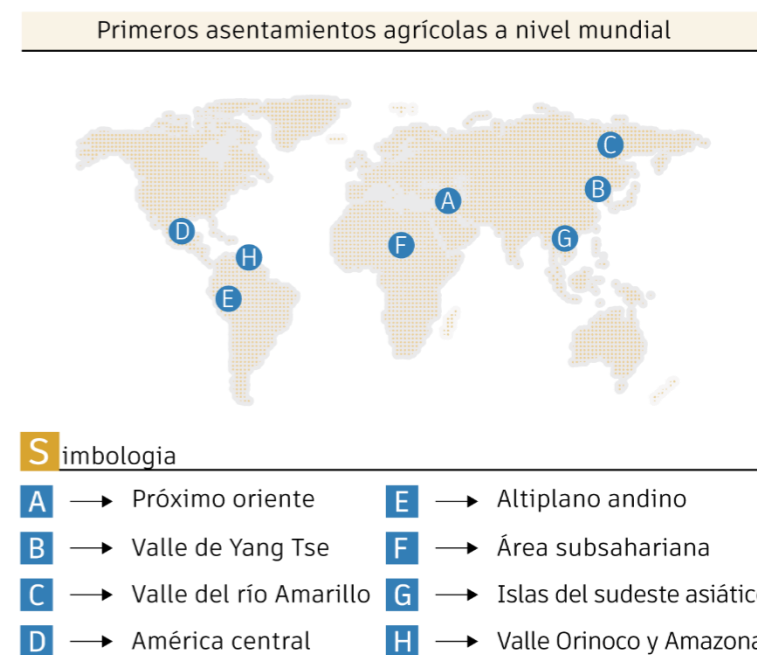 Primeros asentamientos agrícolas a nivel mundial
C
B
A
D
F
G
H
E
Simbologia
A → Próximo oriente
B → Valle de Yang Tse
C → Valle del río Amarillo
D → América central
E → Altiplano andino
F → Área subsahariana
G → Islas del sudeste asiátic
H → Valle Orinoco y Amazona